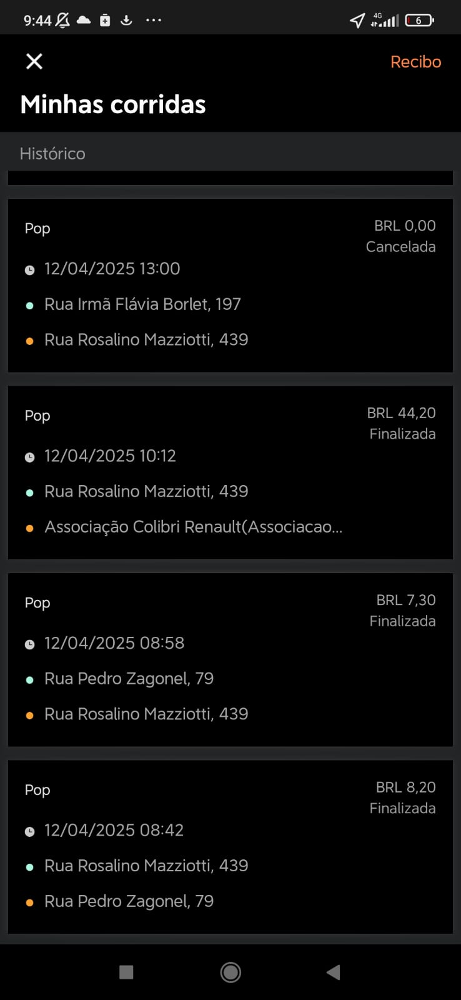 9:44
4G
6
Recibo
Minhas corridas
Histórico
Pop
BRL 0,00
Cancelada
12/04/2025 13:00
Rua Irmã Flávia Borlet, 197
Rua Rosalino Mazziotti, 439
Pop
BRL 44,20
Finalizada
12/04/2025 10:12
Rua Rosalino Mazziotti, 439
Associação Colibri Renault(Associacao...
Pop
BRL 7,30
Finalizada
12/04/2025 08:58
Rua Pedro Zagonel, 79
Rua Rosalino Mazziotti, 439
Pop
BRL 8,20
Finalizada
12/04/2025 08:42
Rua Rosalino Mazziotti, 439
Rua Pedro Zagonel, 79